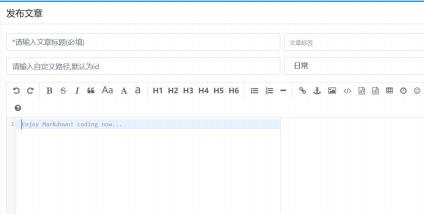 发布文章
*请输入文章标题(必填)
文章标签
请输入自定义路径,默认为id
日常
B S I Aa A a H1 H2 H3 H4 H5 H6
1 Enjoy Markdown! coding now...